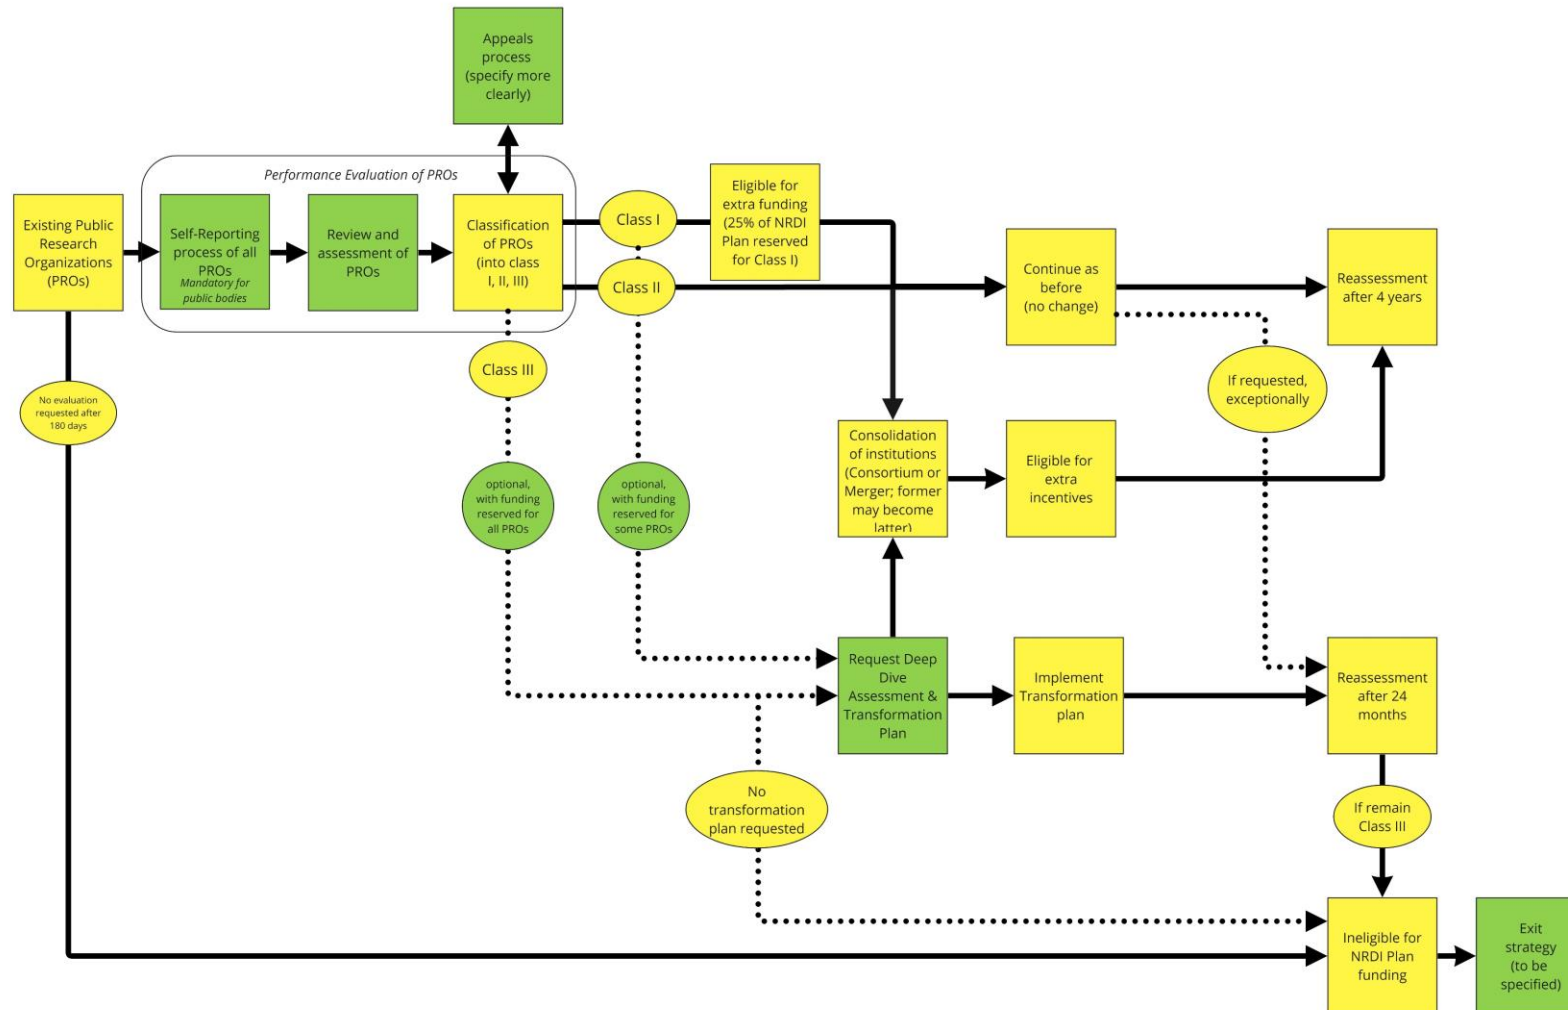 Appeals
process
(specify more
clearly)
Performance Evaluation of PROs
Existing Public
Research
Organizations
(PROs)
Self-Reporting
process of all
PROs
Mandatory for
public bodies
Review and
assessment of
PROs
Classification
of PROs
(into class
I, II, III)
Class I
Class II
Class III
Eligible for
extra funding
(25% of NRDI
Plan reserved
for Class I)
Continue as
before
(no change)
Reassessment
after 4 years
No evaluation
requested after
180 days
If requested,
exceptionally
optional,
with funding
reserved for
all PROs
optional,
with funding
reserved for
some PROs
Consolidation
of institutions
(Consortium or
Merger; former
may become
latter)
Eligible for
extra
incentives
Request Deep
Dive
Assessment &
Transformation
Plan
Implement
Transformation
plan
Reassessment
after 24
months
No
transformation
plan requested
If remain
Class III
Ineligible for
NRDI Plan
funding
Exit
strategy
(to be
specified)